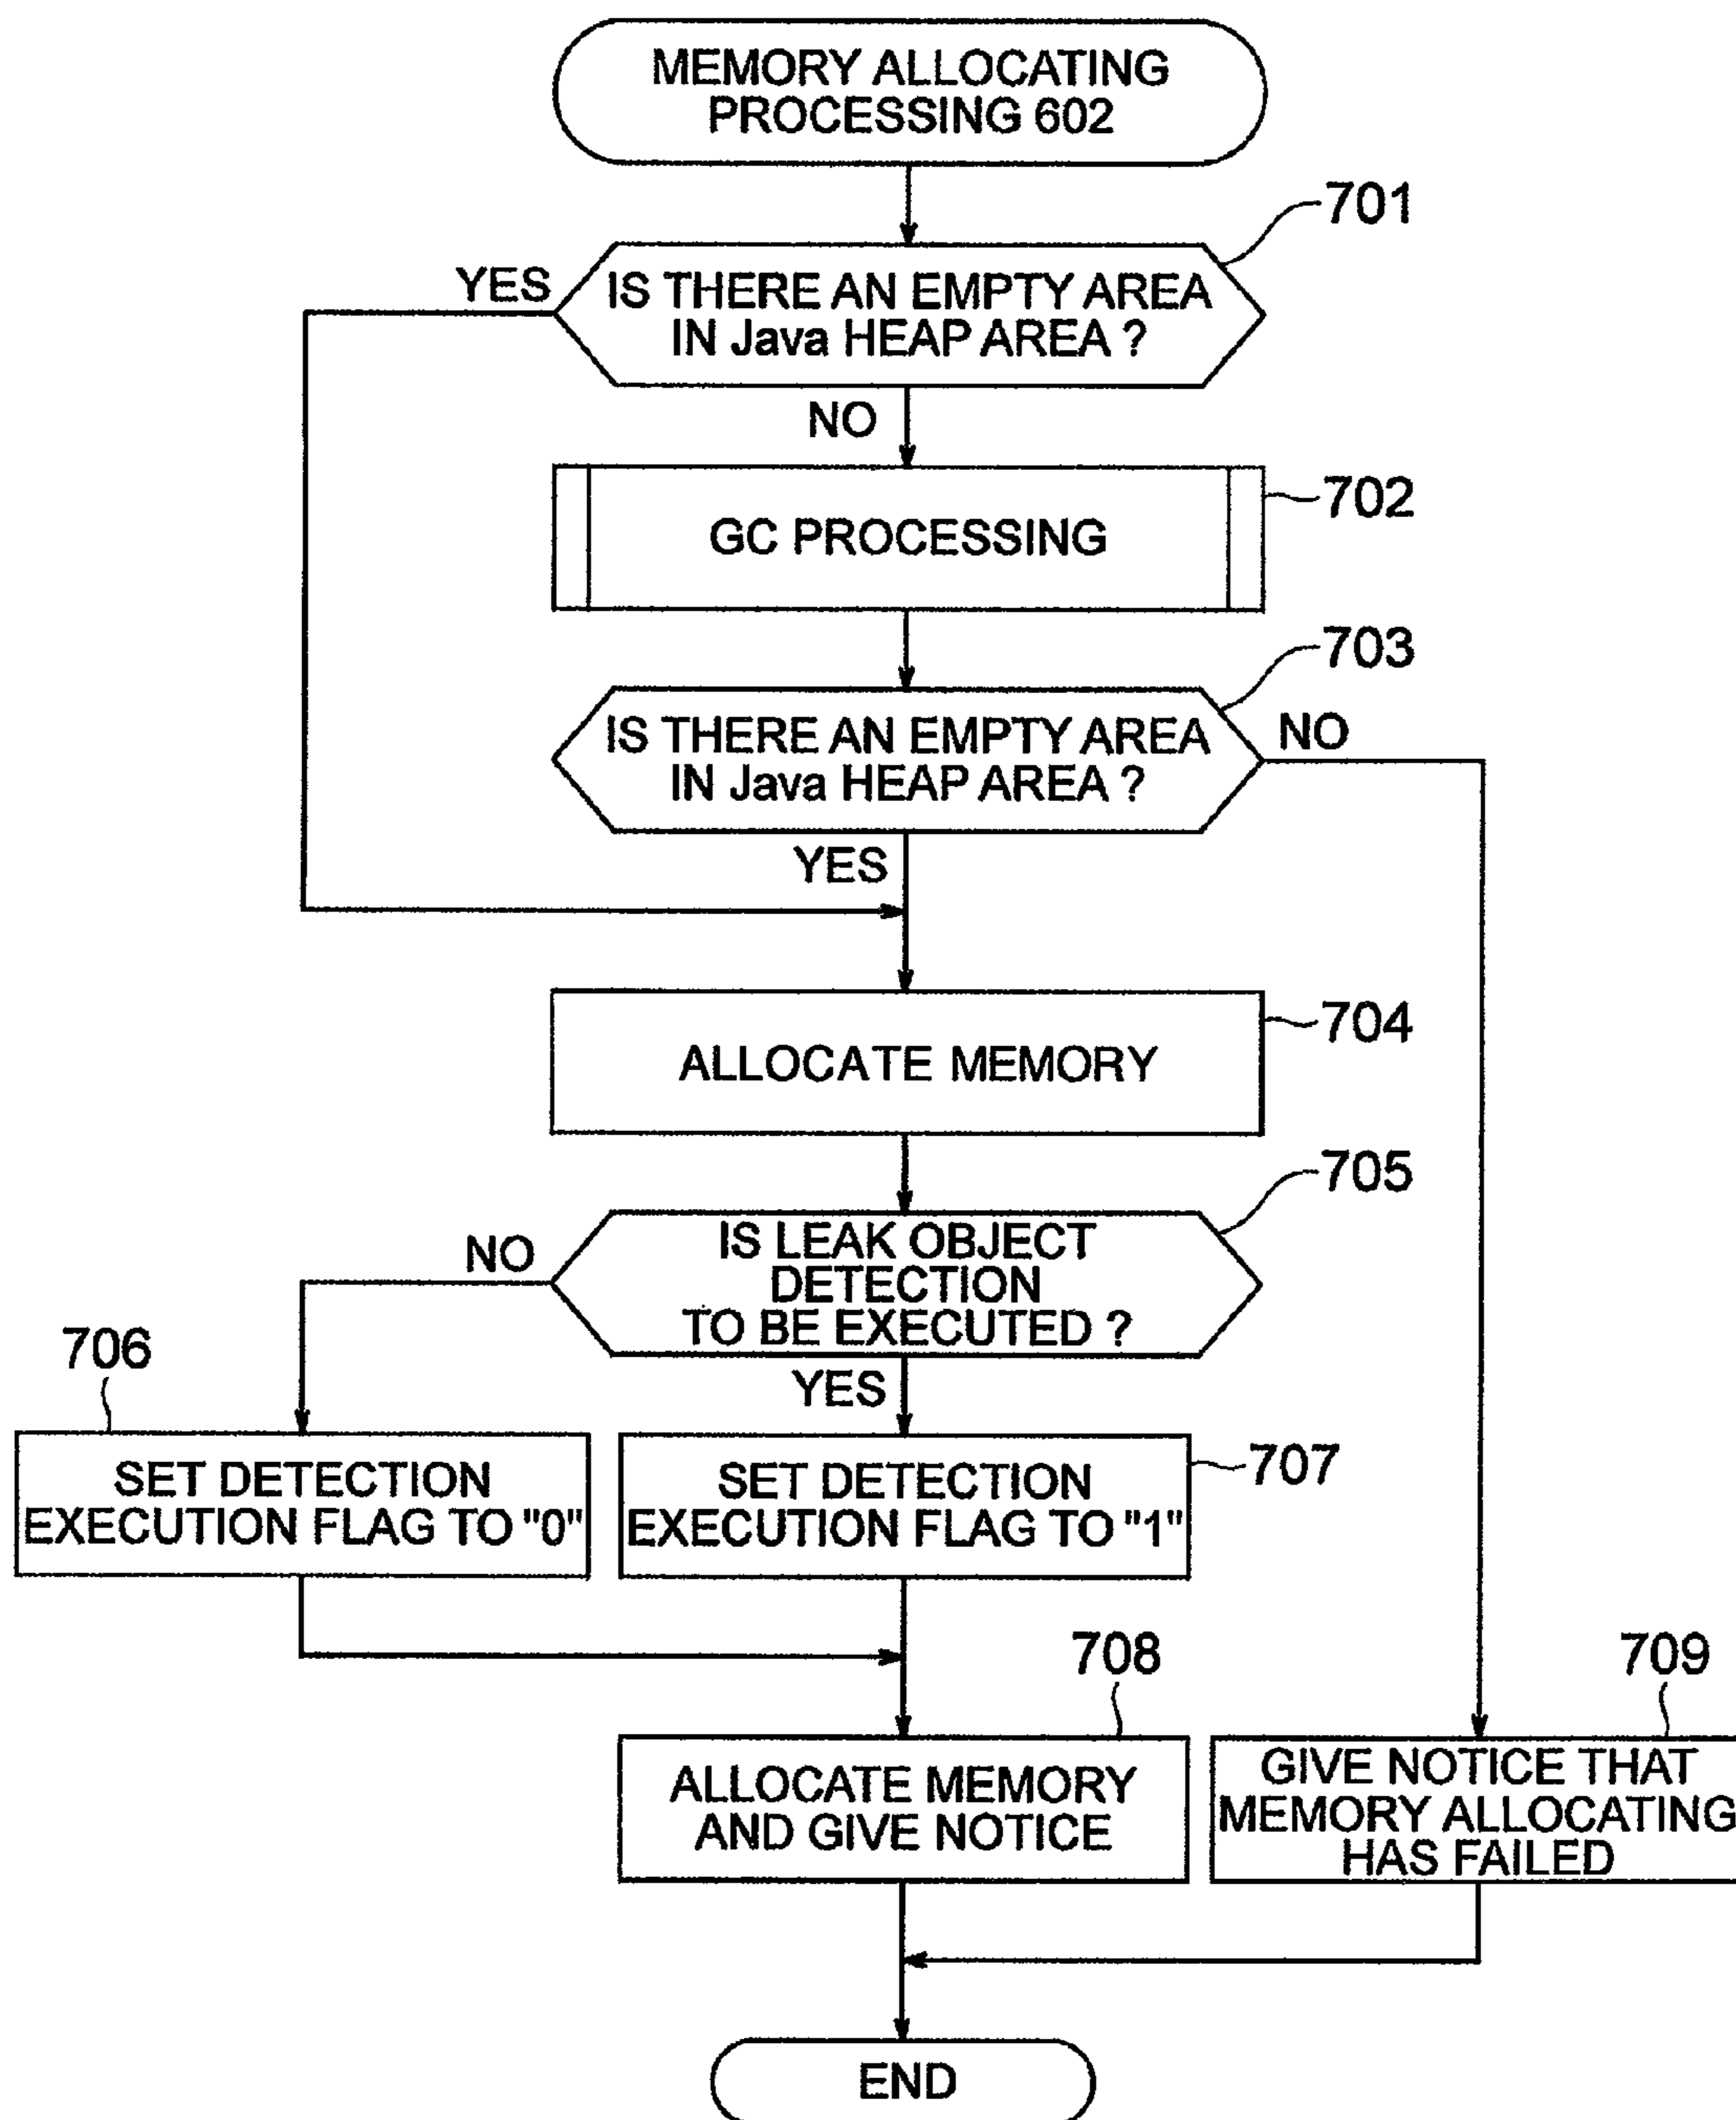 MEMORY ALLOCATING
PROCESSING 602
701
YES
IS THERE AN EMPTY AREA
IN Java HEAP AREA ?
NO
702
GC PROCESSING
703
IS THERE AN EMPTY AREA
IN Java HEAP AREA ?
NO
YES
704
ALLOCATE MEMORY
705
NO
IS LEAK OBJECT
DETECTION
TO BE EXECUTED ?
706
YES
SET DETECTION
EXECUTION FLAG TO "0"
SET DETECTION
EXECUTION FLAG TO "1"
707
708
709
ALLOCATE MEMORY
AND GIVE NOTICE
GIVE NOTICE THAT
MEMORY ALLOCATING
HAS FAILED
END